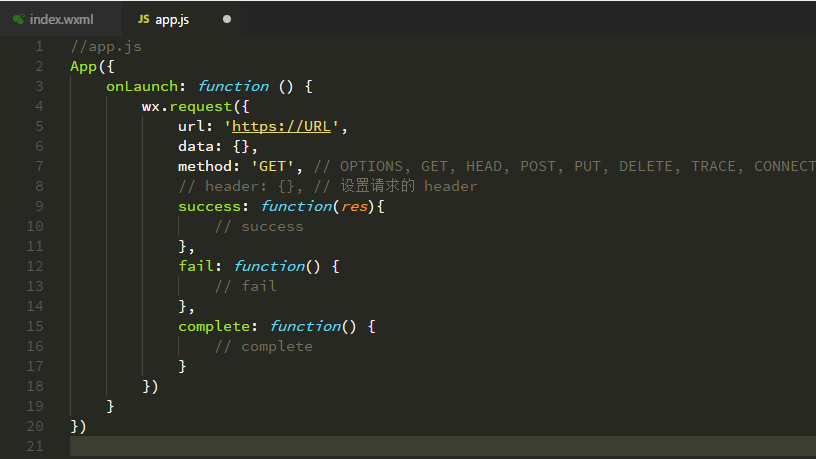 index.wxml
JS app.js
1 //app.js
2 App({
3 onLaunch: function () {
4 wx.request({
5 url: 'https://URL',
6 data: {},
7 method: 'GET', // OPTIONS, GET, HEAD, POST, PUT, DELETE, TRACE, CONNECT
8 // header: {}, // 设置请求的 header
9 success: function(res){
10 // success
11 },
12 fail: function() {
13 // fail
14 },
15 complete: function() {
16 // complete
17 }
18 })
19 }
20 })
21